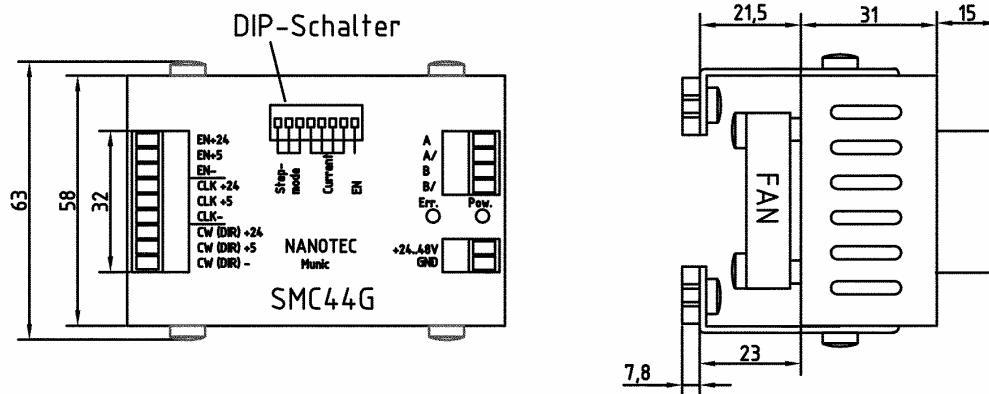 DIP-Schalter
21,5
31
15
EN+24
EN+5
EN-
CLK +24
CLK +5
CLK-
CW (DIR) +24
CW (DIR) +5
CW (DIR) -
Step-
mode
Current
EN
A
A/
B
B/
Err.
Pow.
+24..48V
GND
NANOTEC
Munic
SMC44G
63
58
32
FAN
23
7,8